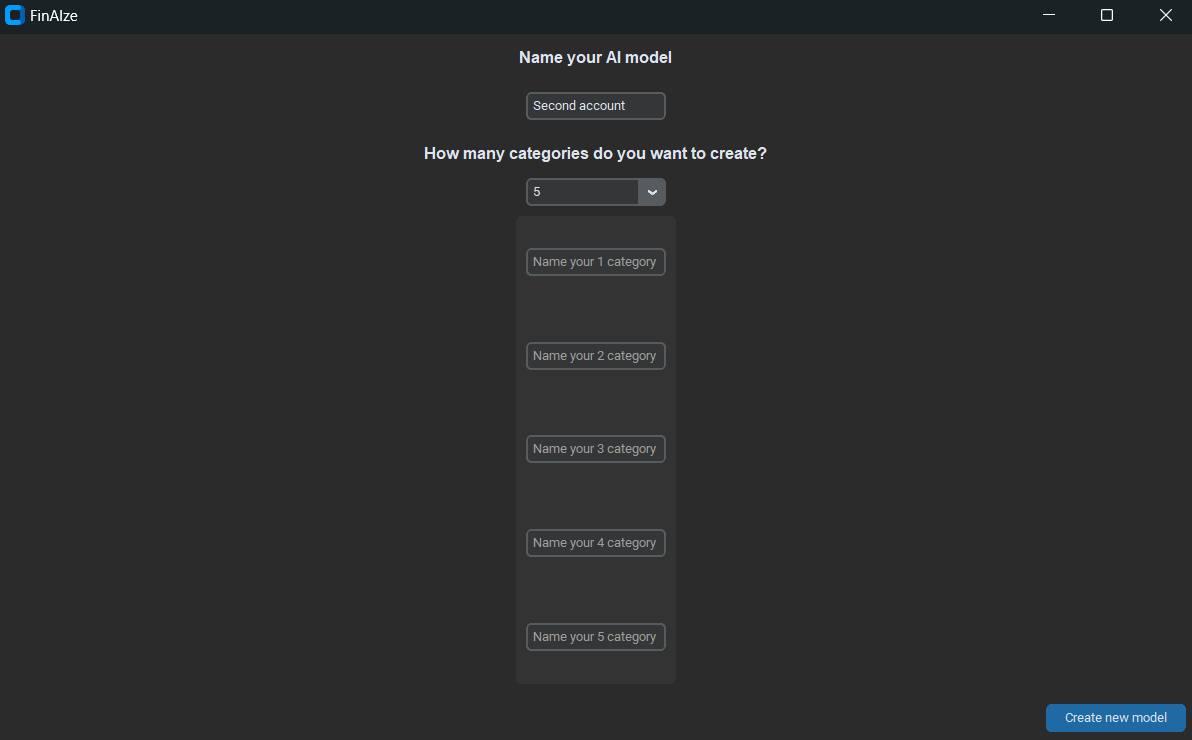 FinAIze
Name your AI model
Second account
How many categories do you want to create?
5
Name your 1 category
Name your 2 category
Name your 3 category
Name your 4 category
Name your 5 category
Create new model